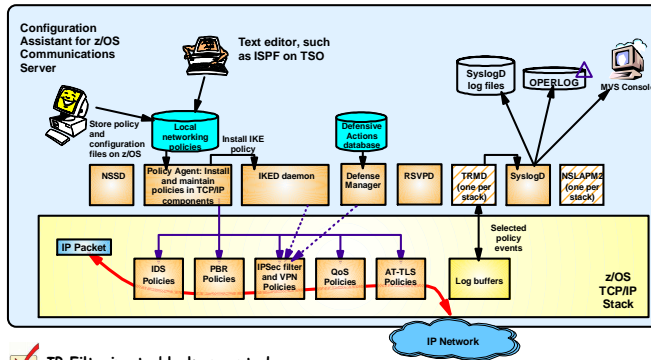 Configuration
Assistant for z/OS
Communications
Server
Text editor, such
as ISPF on TSO
SyslogD
log files
OPERLOG
MVS Console
Store policy
and
configuration
files on z/OS
Local
networking
policies
Install IKE
policy
Defensive
Actions
database
NSSD
Policy Agent: Install
and maintain
policies in TCP/IP
components
IKED daemon
Defense
Manager
RSVPD
TRMD
(one per
stack)
SyslogD
NSLAPM2
(one per
stack)
Selected
policy
events
IP Packet
IDS
Policies
PBR
Policies
IPSec filter
and VPN
Policies
QoS
Policies
AT-TLS
Policies
Log buffers
z/OS
TCP/IP
Stack
IP Network